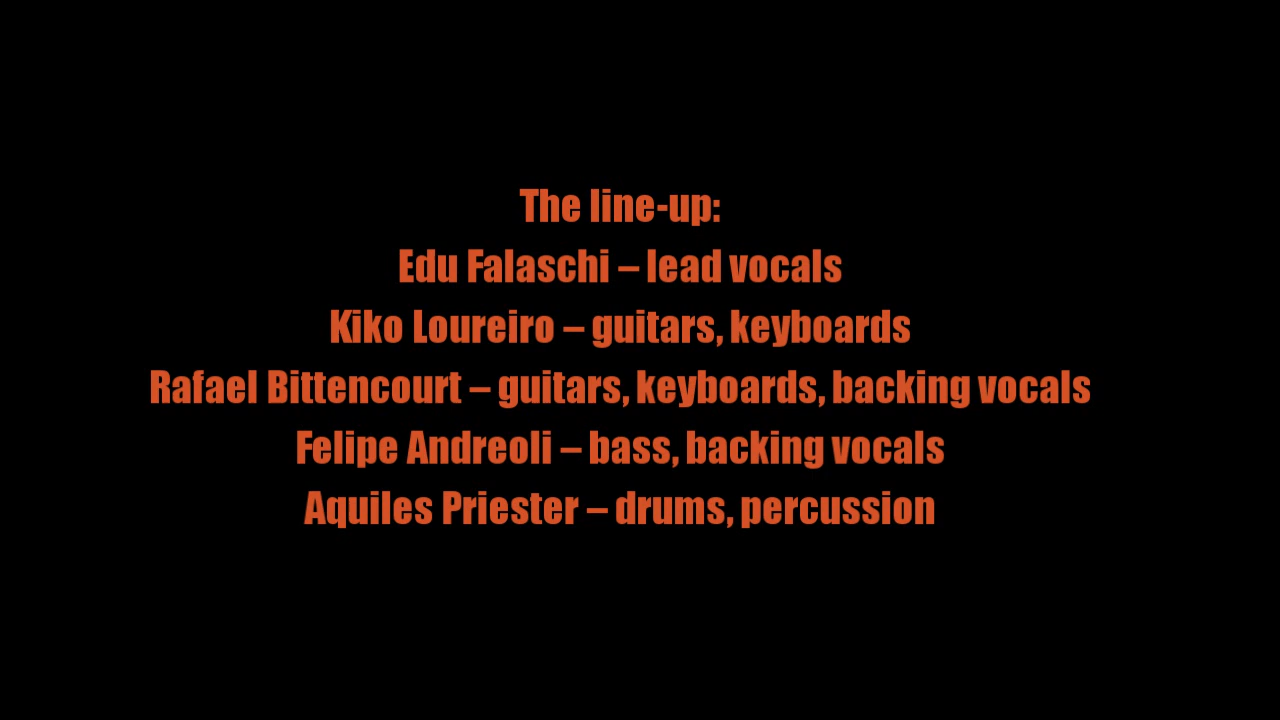 The line-up:
Edu Falaschi – lead vocals
Kiko Loureiro – guitars, keyboards
Rafael Bittencourt – guitars, keyboards, backing vocals
Felipe Andreoli – bass, backing vocals
Aquiles Priester – drums, percussion